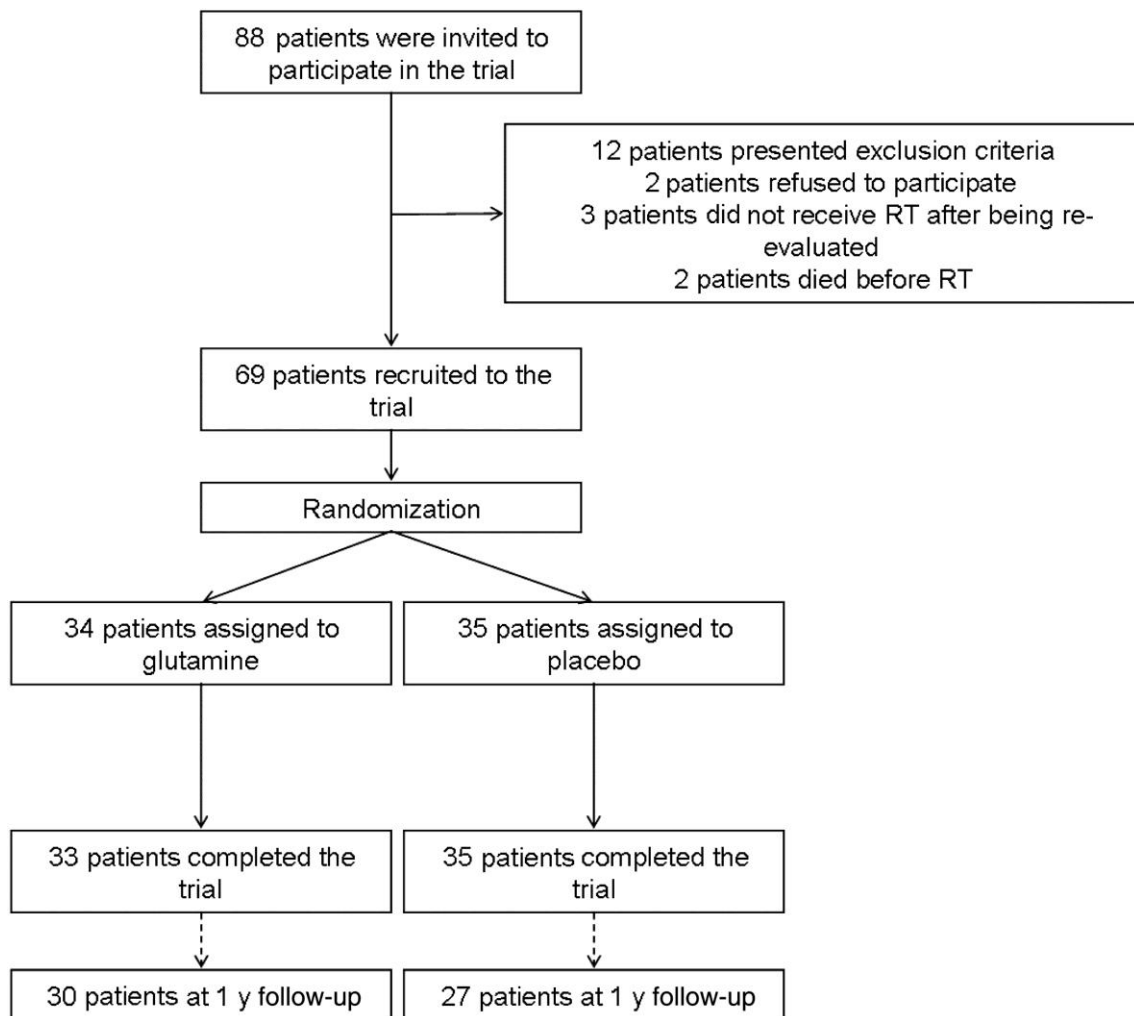 88 patients were invited to
participate in the trial
12 patients presented exclusion criteria
2 patients refused to participate
3 patients did not receive RT after being re-
evaluated
2 patients died before RT
69 patients recruited to the
trial
Randomization
34 patients assigned to
glutamine
35 patients assigned to
placebo
33 patients completed the
trial
35 patients completed the
trial
30 patients at 1 y follow-up
27 patients at 1 y follow-up